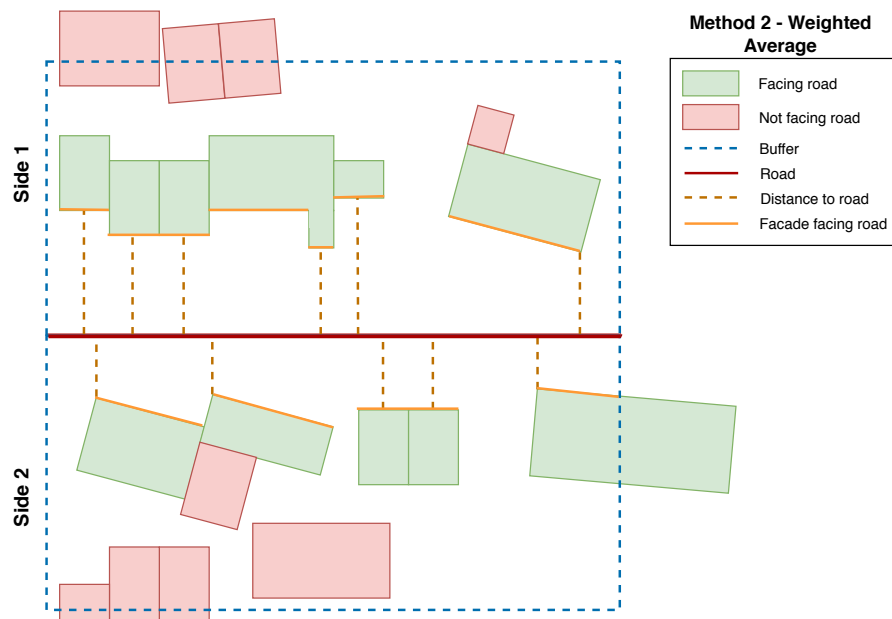 Method 2 - Weighted
Average
Facing road
Not facing road
Buffer
Road
Distance to road
Facade facing road
Side 1
Side 2